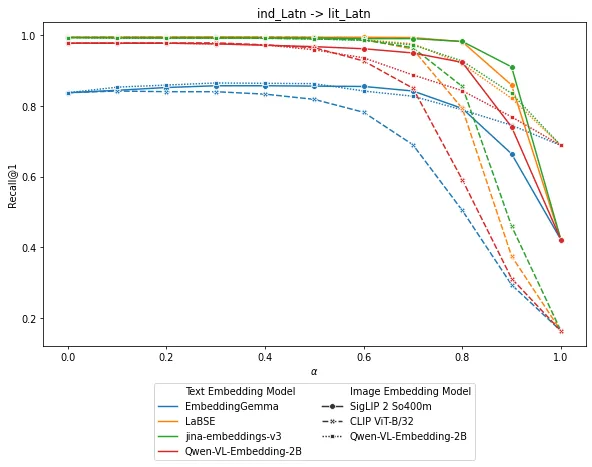 ind_Latn -> lit_Latn
Recall@1
1.0
0.8
0.6
0.4
0.2
0.0 0.2 0.4 0.6 0.8 1.0
α
Text Embedding Model
EmbeddingGemma
LaBSE
jina-embeddings-v3
Qwen-VL-Embedding-2B
Image Embedding Model
SigLIP 2 So400m
CLIP ViT-B/32
Qwen-VL-Embedding-2B